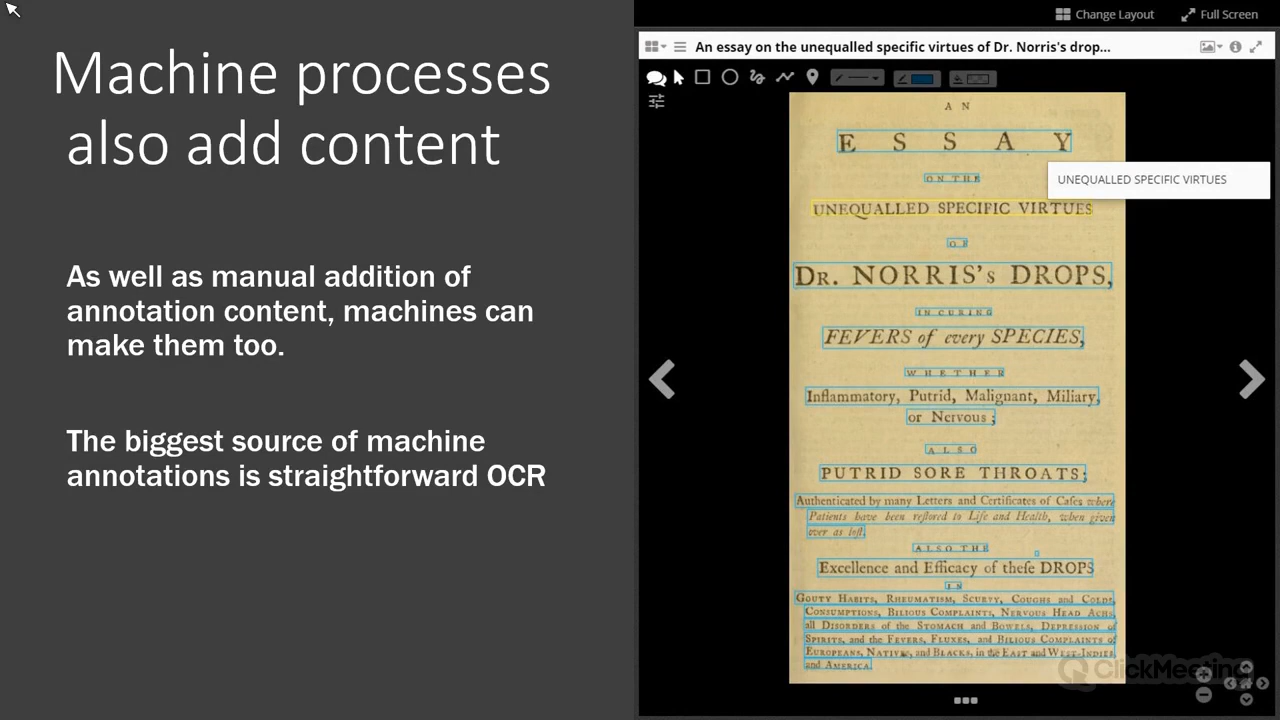 Machine processes
also add content
As well as manual addition of
annotation content, machines can
make them too.
The biggest source of machine
annotations is straightforward OCR
Change Layout
Full Screen
An essay on the unequalled specific virtues of Dr. Norris's drop...
AN
ESSAY
ON THE
UNEQUALLED SPECIFIC VIRTUES
UNEQUALLED SPECIFIC VIRTUES
OF
DR. NORRIS's DROPS,
IN CURING
FEVERS of every SPECIES,
WHETHER
Inflammatory, Putrid, Malignant, Miliary,
or Nervous;
ALSO
PUTRID SORE THROATS;
Authenticated by many Letters and Certificates of Caſes where
Patients have been reſtored to Life and Health, when given
over as loſt.
ALSO THE
Excellence and Efficacy of theſe DROPS
IN
GOUTY HABITS, RHEUMATISM, SCURVY, COUGHS and COLDS,
CONSUMPTIONS, BILIOUS COMPLAINTS, NERVOUS HEAD ACHS,
all DISORDERS of the STOMACH and BOWELS, DEPRESSION of
SPIRITS, and the FEVERS, FLUXES, and BILIOUS COMPLAINTS of
EUROPEANS, NATIVES, and BLACKS, in the EAST and WEST-INDIES,
and AMERICA.
ClickMeeting